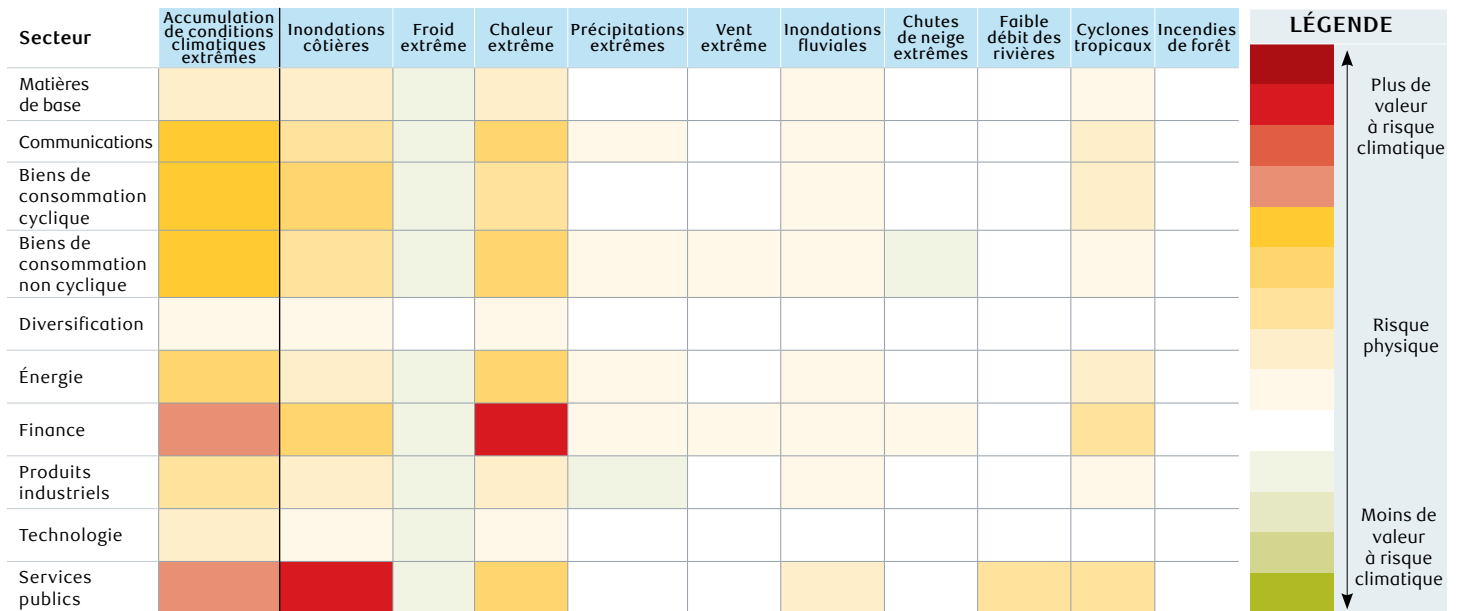 Secteur
Accumulation
de conditions
climatiques
extrêmes
Inondations
côtières
Froid
extrême
Chaleur
extrême
Précipitations
extrêmes
Vent
extrême
Inondations
fluviales
Chutes
de neige
extrêmes
Faible
débit des
rivières
Cyclones
tropicaux
Incendies
de forêt
Matières
de base
Communications
Biens de
consommation
cyclique
Biens de
consommation
non cyclique
Diversification
Énergie
Finance
Produits
industriels
Technologie
Services
publics
LÉGENDE
Plus de
valeur
à risque
climatique
Risque
physique
Moins de
valeur
à risque
climatique